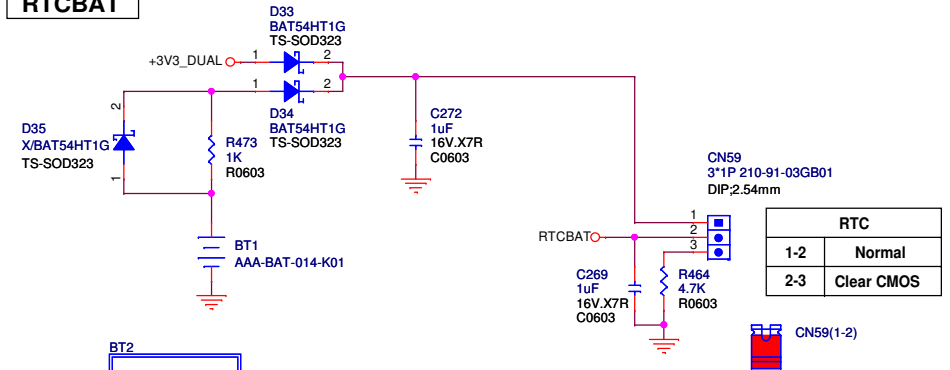 RTCBAT
D33
BAT54HT1G
TS-SOD323
+3V3_DUAL
1
2
1
2
D34
BAT54HT1G
TS-SOD323
2
D35
X/BAT54HT1G
TS-SOD323
1
R473
1K
R0603
C272
1uF
16V.X7R
C0603
BT1
AAA-BAT-014-K01
CN59
3*1P 210-91-03GB01
DIP;2.54mm
1
2
3
RTCBAT
C269
1uF
16V.X7R
C0603
R464
4.7K
R0603
RTC
1-2 Normal
2-3 Clear CMOS
CN59(1-2)
BT2